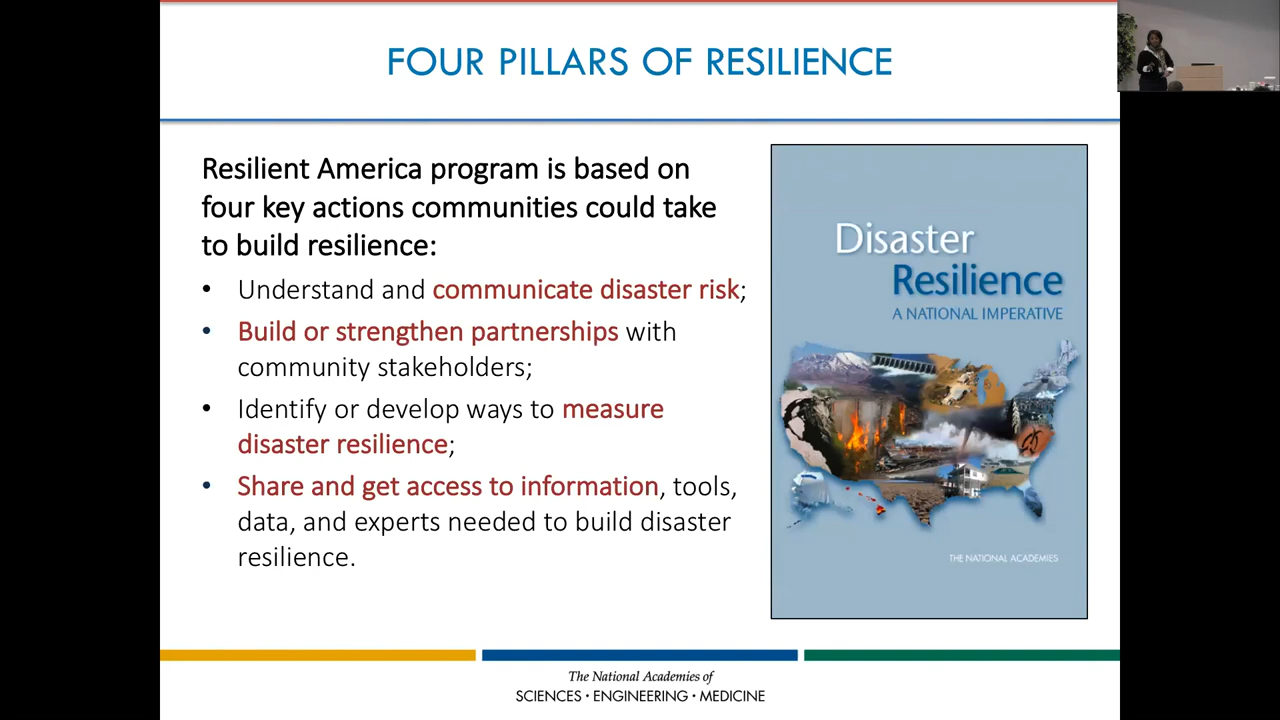 FOUR PILLARS OF RESILIENCE
Resilient America program is based on
four key actions communities could take
to build resilience:
• Understand and communicate disaster risk;
• Build or strengthen partnerships with
community stakeholders;
• Identify or develop ways to measure
disaster resilience;
• Share and get access to information, tools,
data, and experts needed to build disaster
resilience.
Disaster
Resilience
A NATIONAL IMPERATIVE
THE NATIONAL ACADEMIES
The National Academies of
SCIENCES • ENGINEERING • MEDICINE